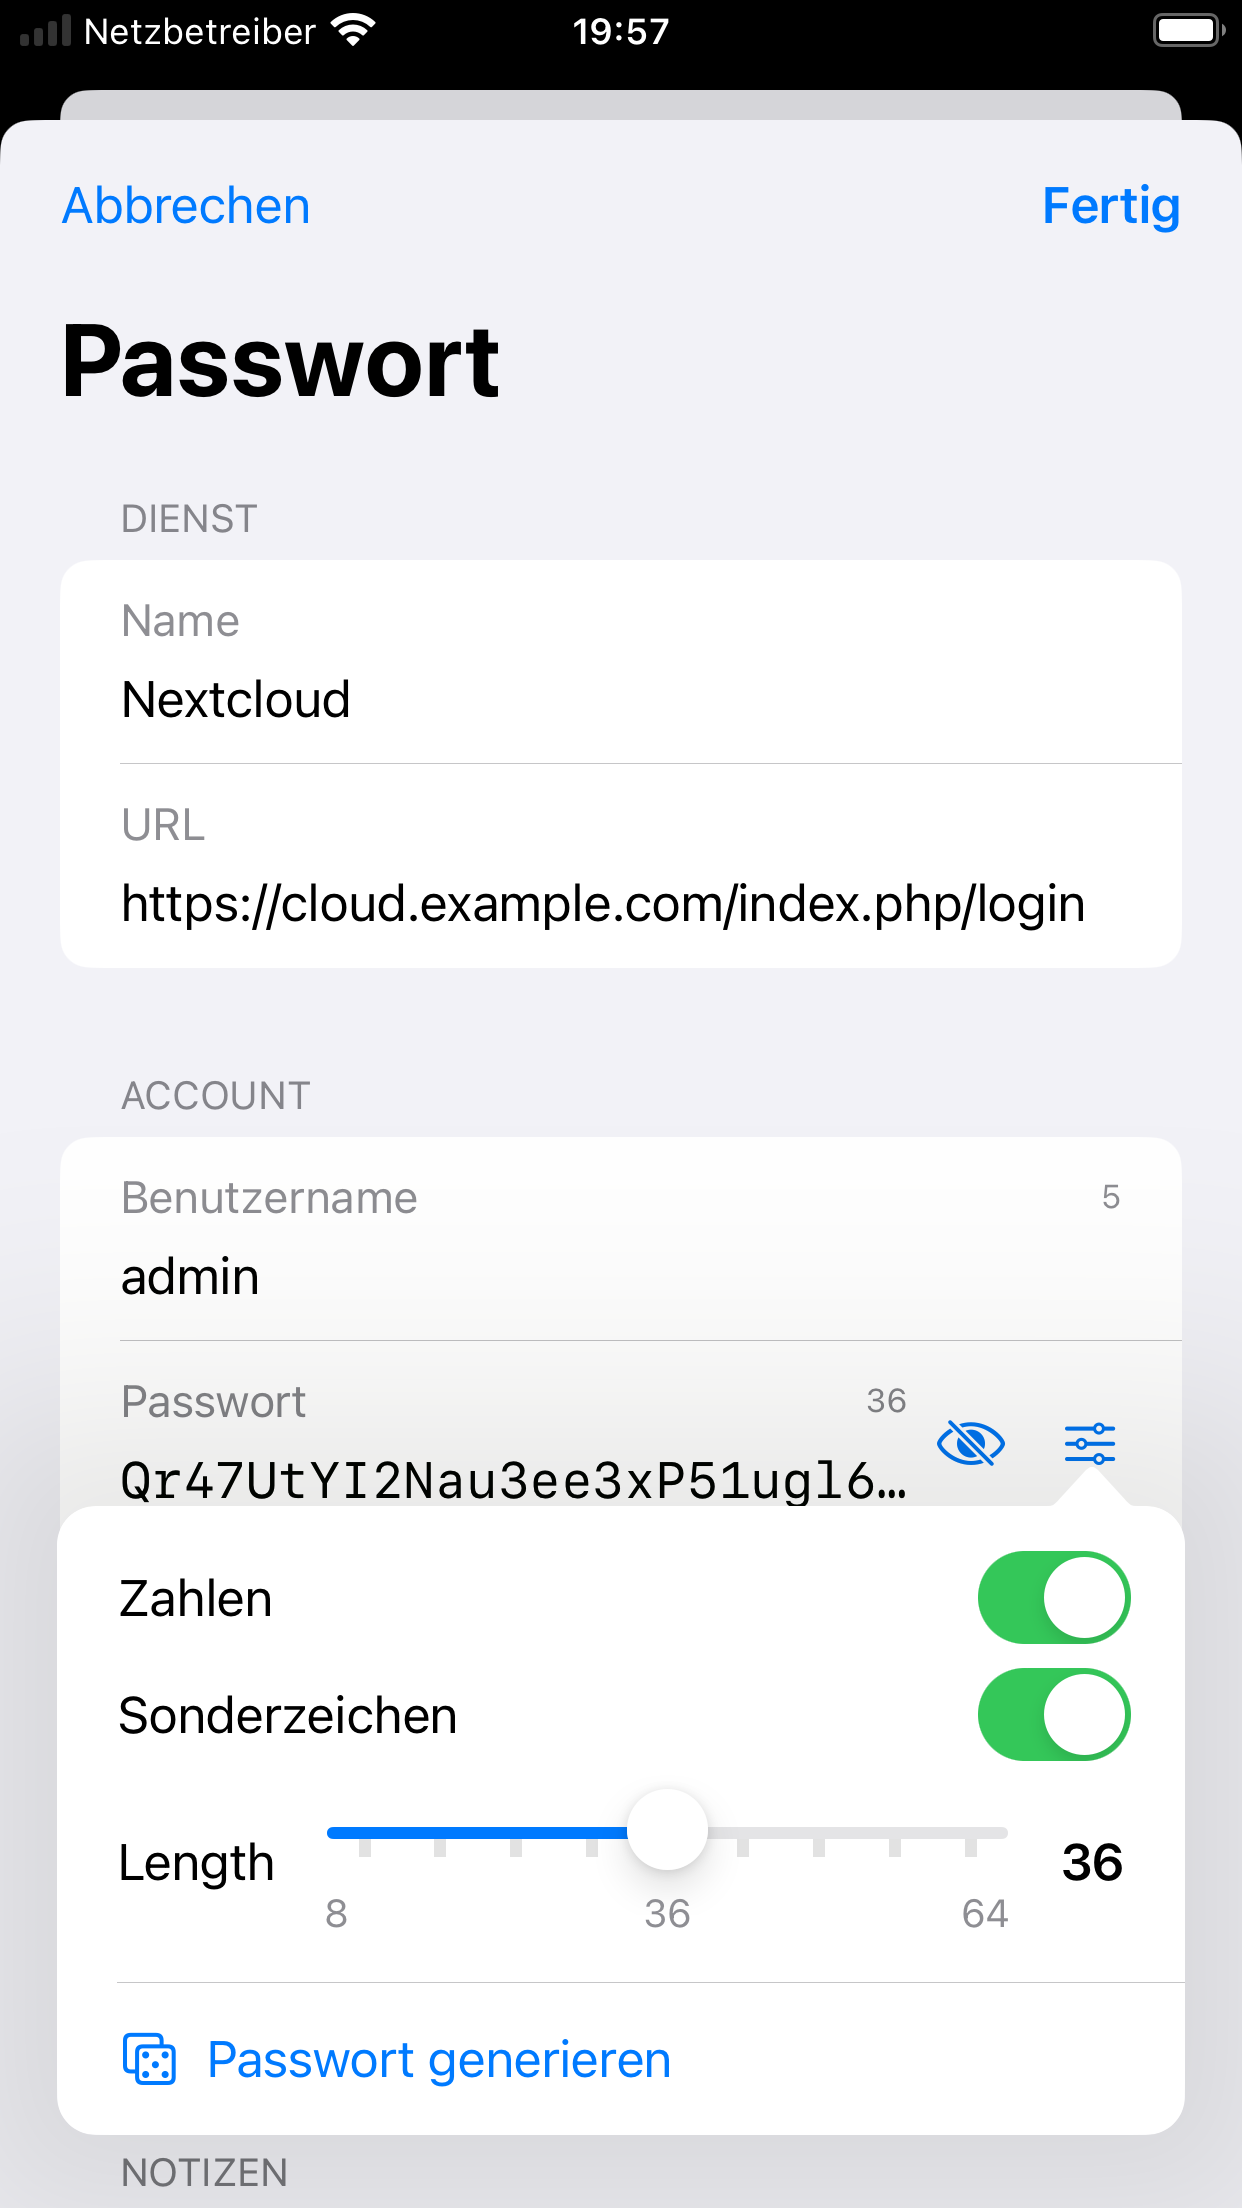 Netzbetreiber 19:57
Abbrechen Fertig
Passwort
DIENST
Name
Nextcloud
URL
https://cloud.example.com/index.php/login
ACCOUNT
Benutzername 5
admin
Passwort 36
Qr47UtYI2Nau3ee3xP51ugl6…
Zahlen
Sonderzeichen
Length 36
8 36 64
Passwort generieren
NOTIZEN